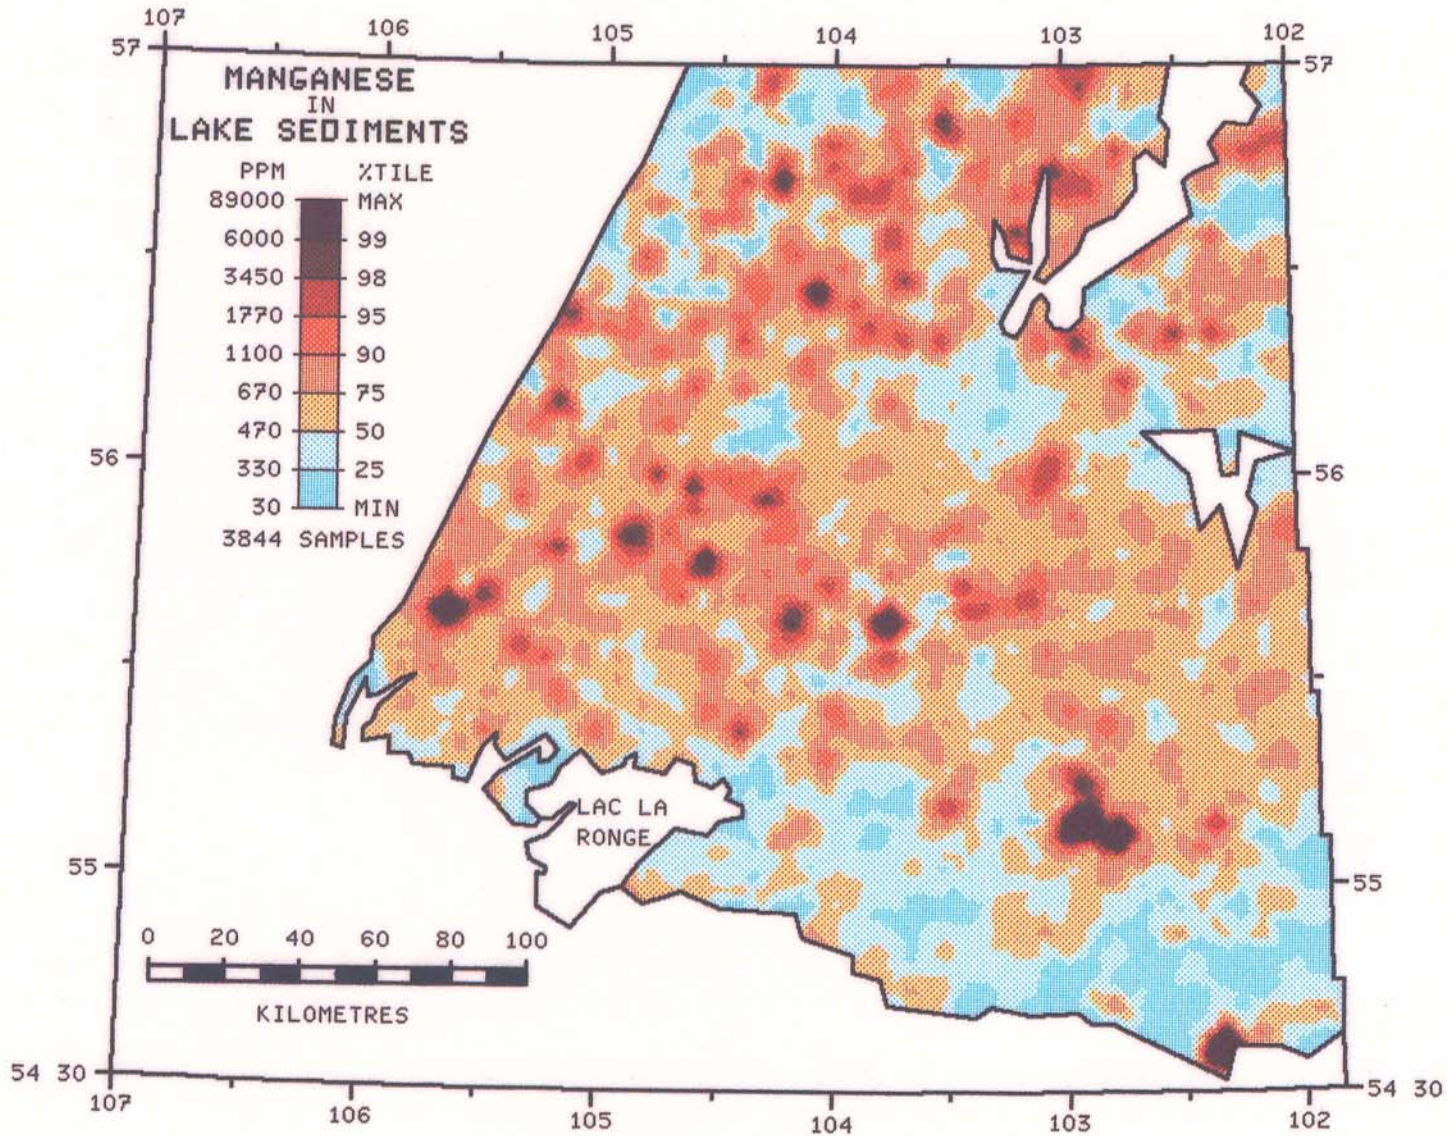 107
106
105
104
103
102
57
57
MANGANESE
IN
LAKE SEDIMENTS
PPM %TILE
89000 MAX
6000 99
3450 98
1770 95
1100 90
670 75
470 50
330 25
30 MIN
3844 SAMPLES
56
56
LAC LA
RONGE
55
55
0 20 40 60 80 100
KILOMETRES
54 30
54 30
107
106
105
104
103
102